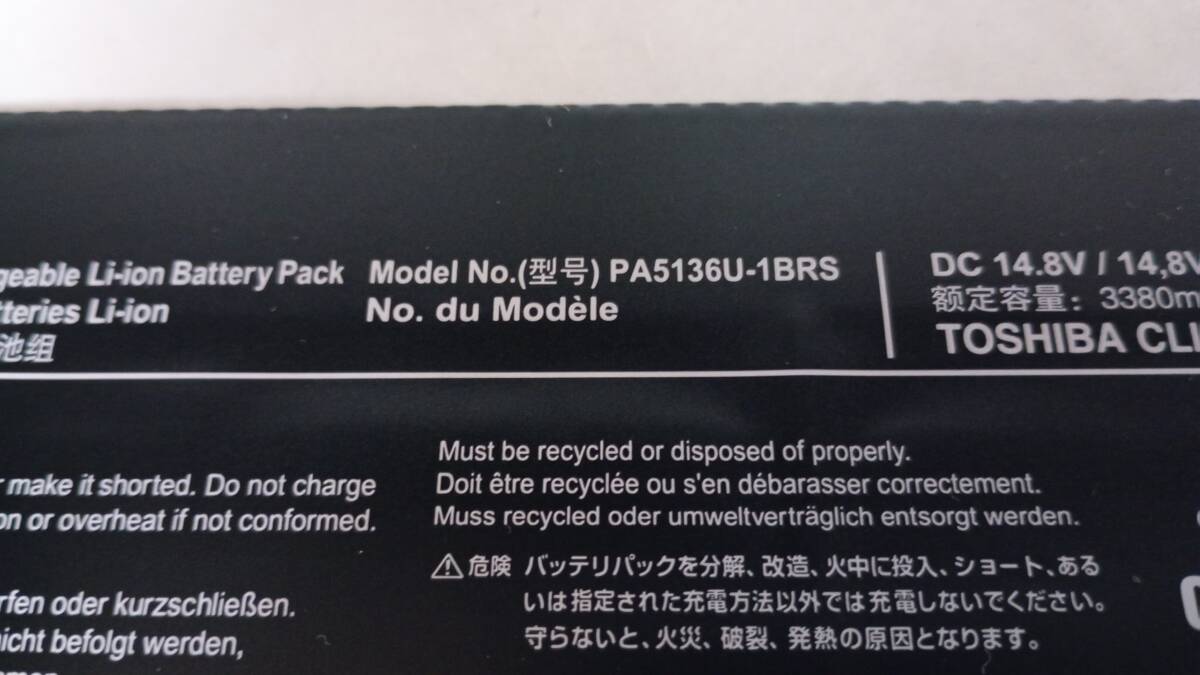 geable Li-ion Battery Pack
Li-ion
池组
Model No.(型号) PA5136U-1BRS
No. du Modèle
DC 14.8V / 14,8V
额定容量: 3380m
TOSHIBA
make it shorted. Do not charge
or overheat if not conformed.
oder kurzschließen.
nicht befolgt werden,
Must be recycled or disposed of properly.
Doit être recyclée ou s'en débarasser correctement.
Muss recycled oder umweltverträglich entsorgt werden.
⚠危険 バッテリパックを分解、改造、火中に投入、ショート、ある
いは指定された充電方法以外では充電しないでください。
守らないと、火災、破裂、発熱の原因となります。